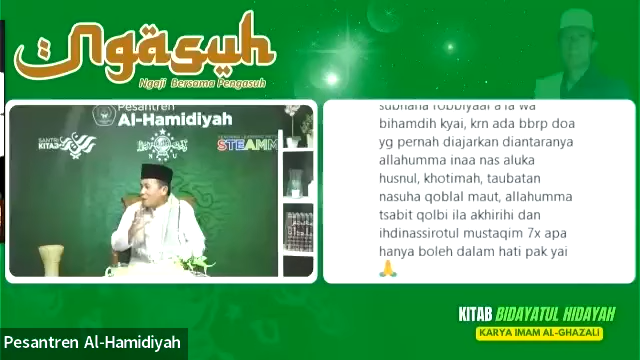 Ngasuh
Ngaji Bersama Pengasuh
Pesantren
Al-Hamidiyah
SANTRI
KITA
NU
STEAMM
subhana robbiyaal a'la wa
bihamdih kyai, krn ada bbrp doa
yg pernah diajarkan diantaranya
allahumma inaa nas aluka
husnul, khotimah, taubatan
nasuha qoblal maut, allahumma
tsabit qolbi ila akhirihi dan
ihdinassirotul mustaqim 7x apa
hanya boleh dalam hati pak yai
🙏
KITAB BIDAYATUL HIDAYAH
KARYA IMAM AL-GHAZALI
Pesantren Al-Hamidiyah